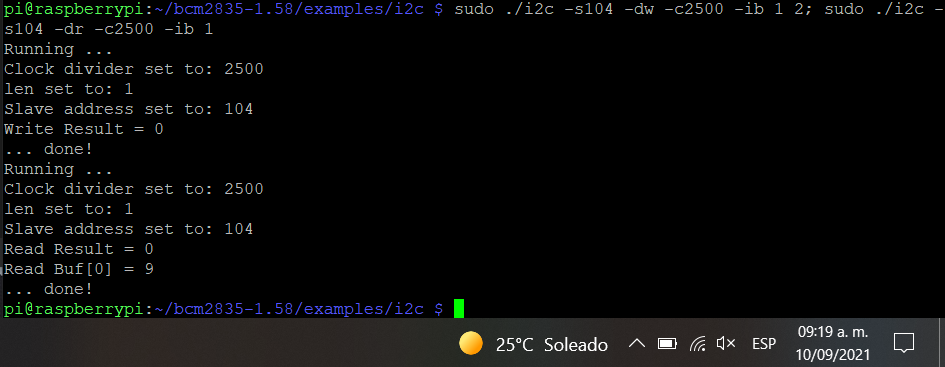 pi@raspberrypi:~/bcm2835-1.58/examples/i2c $ sudo ./i2c -s104 -dw -c2500 -ib 1 2; sudo ./i2c -
s104 -dr -c2500 -ib 1
Running ...
Clock divider set to: 2500
len set to: 1
Slave address set to: 104
Write Result = 0
... done!
Running ...
Clock divider set to: 2500
len set to: 1
Slave address set to: 104
Read Result = 0
Read Buf[0] = 9
... done!
pi@raspberrypi:~/bcm2835-1.58/examples/i2c $
25°C Soleado
ESP
09:19 a. m.
10/09/2021